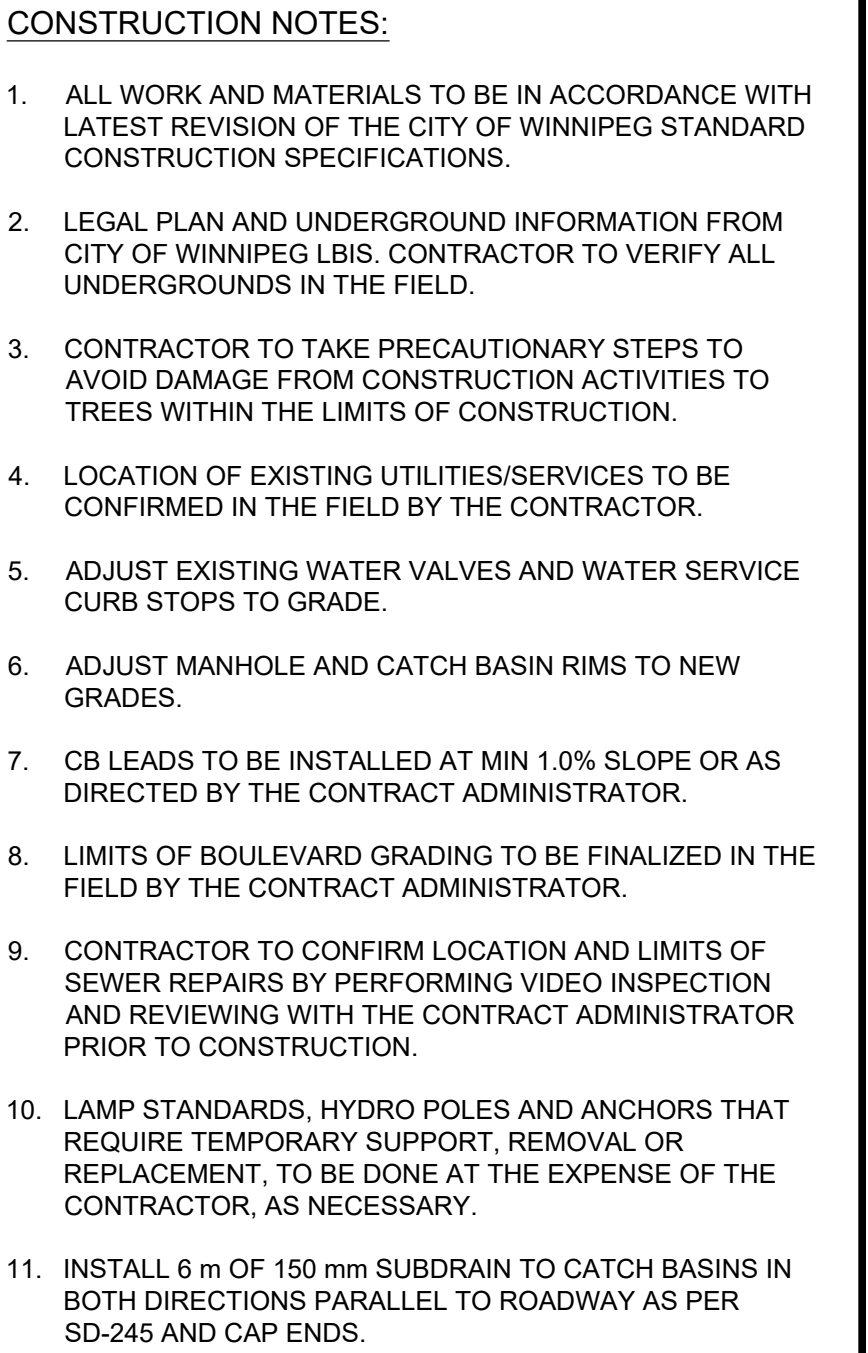 CONSTRUCTION NOTES:
1. ALL WORK AND MATERIALS TO BE IN ACCORDANCE WITH
LATEST REVISION OF THE CITY OF WINNIPEG STANDARD
CONSTRUCTION SPECIFICATIONS.
2. LEGAL PLAN AND UNDERGROUND INFORMATION FROM
CITY OF WINNIPEG LBIS. CONTRACTOR TO VERIFY ALL
UNDERGROUNDS IN THE FIELD.
3. CONTRACTOR TO TAKE PRECAUTIONARY STEPS TO
AVOID DAMAGE FROM CONSTRUCTION ACTIVITIES TO
TREES WITHIN THE LIMITS OF CONSTRUCTION.
4. LOCATION OF EXISTING UTILITIES/SERVICES TO BE
CONFIRMED IN THE FIELD BY THE CONTRACTOR.
5. ADJUST EXISTING WATER VALVES AND WATER SERVICE
CURB STOPS TO GRADE.
6. ADJUST MANHOLE AND CATCH BASIN RIMS TO NEW
GRADES.
7. CB LEADS TO BE INSTALLED AT MIN 1.0% SLOPE OR AS
DIRECTED BY THE CONTRACT ADMINISTRATOR.
8. LIMITS OF BOULEVARD GRADING TO BE FINALIZED IN THE
FIELD BY THE CONTRACT ADMINISTRATOR.
9. CONTRACTOR TO CONFIRM LOCATION AND LIMITS OF
SEWER REPAIRS BY PERFORMING VIDEO INSPECTION
AND REVIEWING WITH THE CONTRACT ADMINISTRATOR
PRIOR TO CONSTRUCTION.
10. LAMP STANDARDS, HYDRO POLES AND ANCHORS THAT
REQUIRE TEMPORARY SUPPORT, REMOVAL OR
REPLACEMENT, TO BE DONE AT THE EXPENSE OF THE
CONTRACTOR, AS NECESSARY.
11. INSTALL 6 m OF 150 mm SUBDRAIN TO CATCH BASINS IN
BOTH DIRECTIONS PARALLEL TO ROADWAY AS PER
SD-245 AND CAP ENDS.